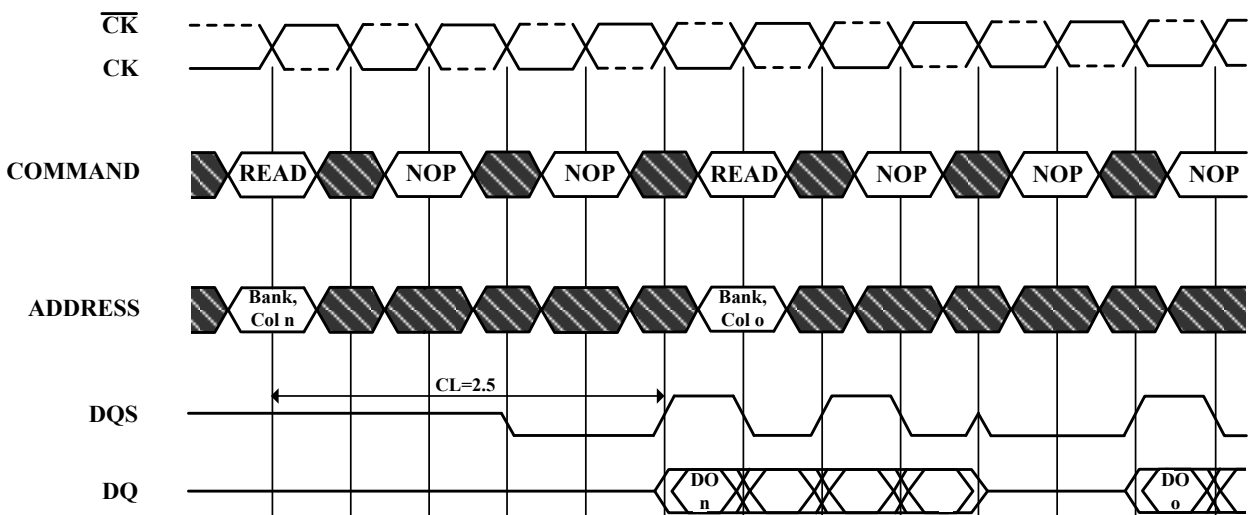 C̅K̅
CK
COMMAND
READ NOP NOP READ NOP NOP NOP
ADDRESS
Bank,
Col n
Bank,
Col o
CL=2.5
DQS
DQ
DO
n
DO
o